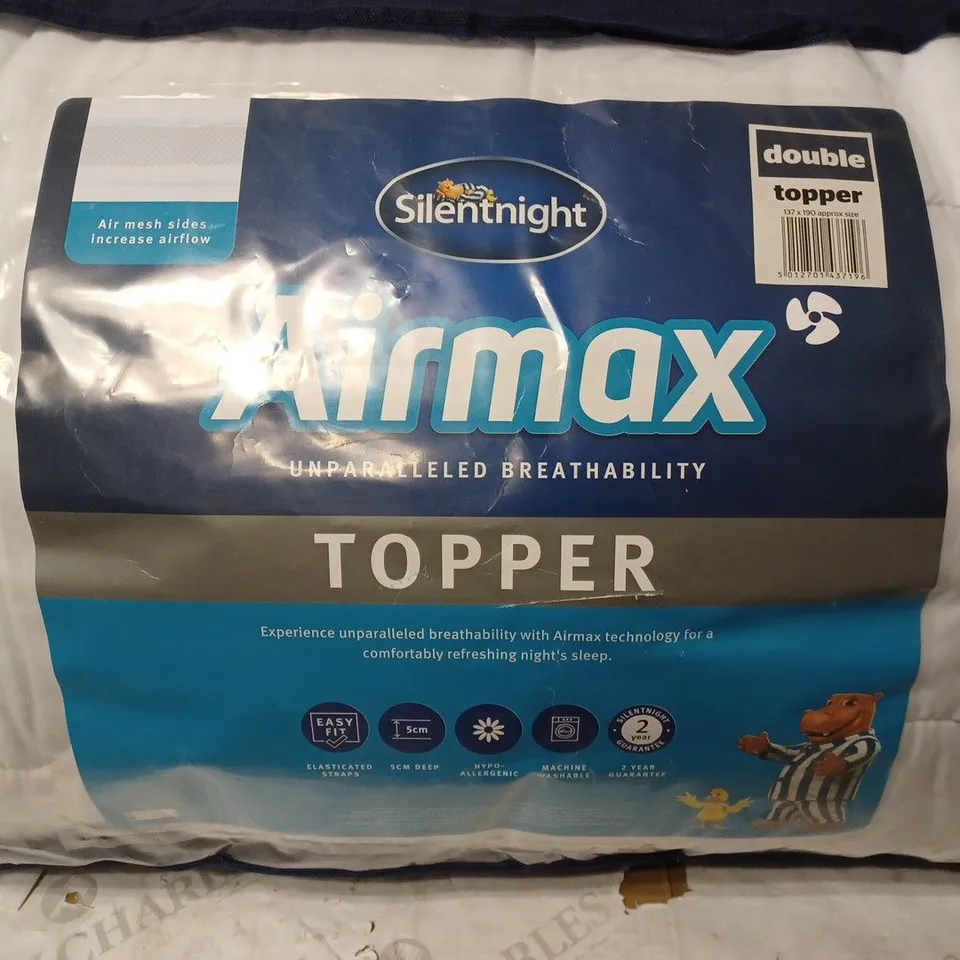 Air mesh sides
increase airflow
Silentnight
double
topper
137 x 190 approx size
5 012701 437196
Airmax
UNPARALLELED BREATHABILITY
TOPPER
Experience unparalleled breathability with Airmax technology for a
comfortably refreshing night's sleep.
EASY
FIT
5cm
SILENTNIGHT
2
year
GUARANTEE
ELASTICATED
STRAPS
5CM DEEP
HYPO-
ALLERGENIC
MACHINE
WASHABLE
2 YEAR
GUARANTEE